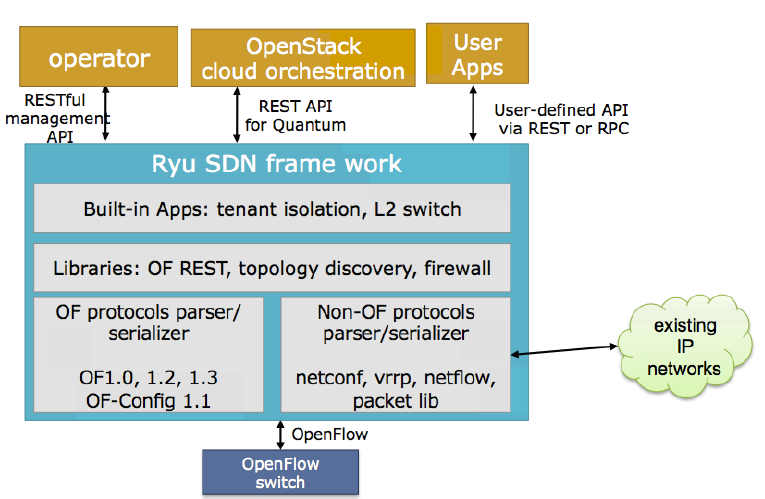 operator
OpenStack
cloud orchestration
User
Apps
RESTful
management
API
REST API
for Quantum
User-defined API
via REST or RPC
Ryu SDN frame work
Built-in Apps: tenant isolation, L2 switch
Libraries: OF REST, topology discovery, firewall
OF protocols parser/
serializer
OF1.0, 1.2, 1.3
OF-Config 1.1
Non-OF protocols
parser/serializer
netconf, vrrp, netflow,
packet lib
existing
IP
networks
OpenFlow
OpenFlow
switch